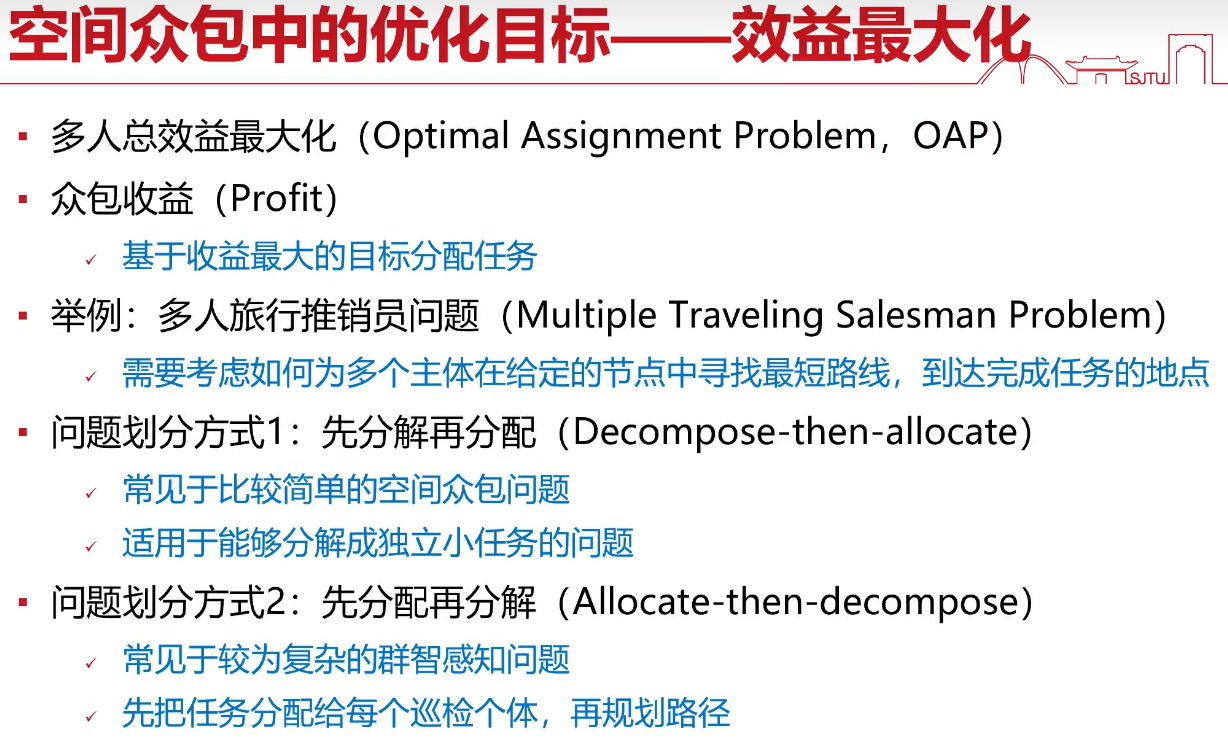 空间众包中的优化目标——效益最大化
SJTU
▪ 多人总效益最大化（Optimal Assignment Problem，OAP）
▪ 众包收益（Profit）
✓ 基于收益最大的目标分配任务
▪ 举例：多人旅行推销员问题（Multiple Traveling Salesman Problem）
✓ 需要考虑如何为多个主体在给定的节点中寻找最短路线，到达完成任务的地点
▪ 问题划分方式1：先分解再分配（Decompose-then-allocate）
✓ 常见于比较简单的空间众包问题
✓ 适用于能够分解成独立小任务的问题
▪ 问题划分方式2：先分配再分解（Allocate-then-decompose）
✓ 常见于较为复杂的群智感知问题
✓ 先把任务分配给每个巡检个体，再规划路径